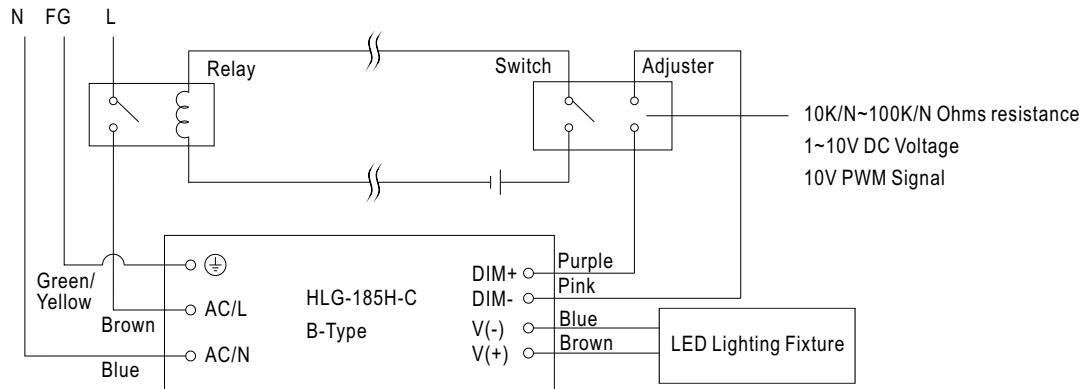 N FG L
Relay
Switch
Adjuster
10K/N~100K/N Ohms resistance
1~10V DC Voltage
10V PWM Signal
Green/
Yellow
Brown
Blue
AC/L
AC/N
HLG-185H-C
B-Type
DIM+
DIM-
V(-)
V(+)
Purple
Pink
Blue
Brown
LED Lighting Fixture